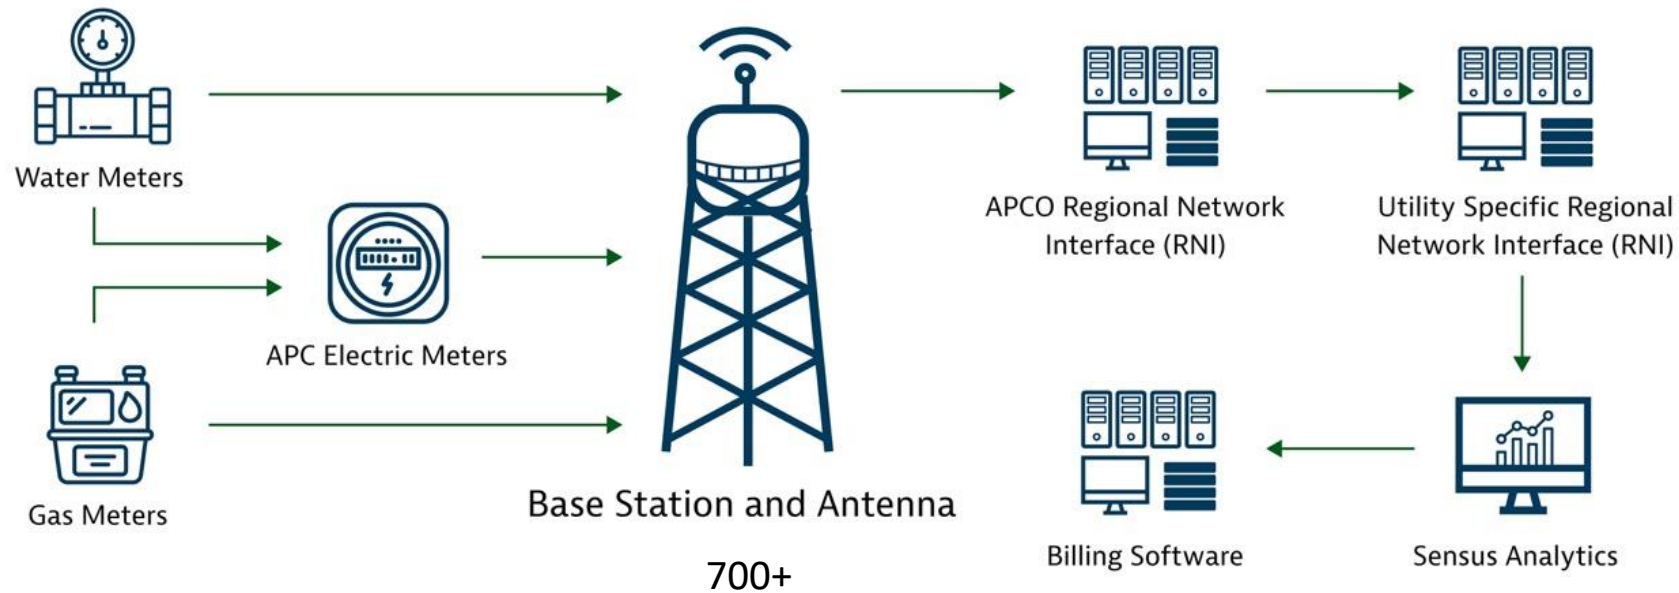 Water Meters
APC Electric Meters
Gas Meters
Base Station and Antenna
700+
APCO Regional Network
Interface (RNI)
Utility Specific Regional
Network Interface (RNI)
Billing Software
Sensus Analytics